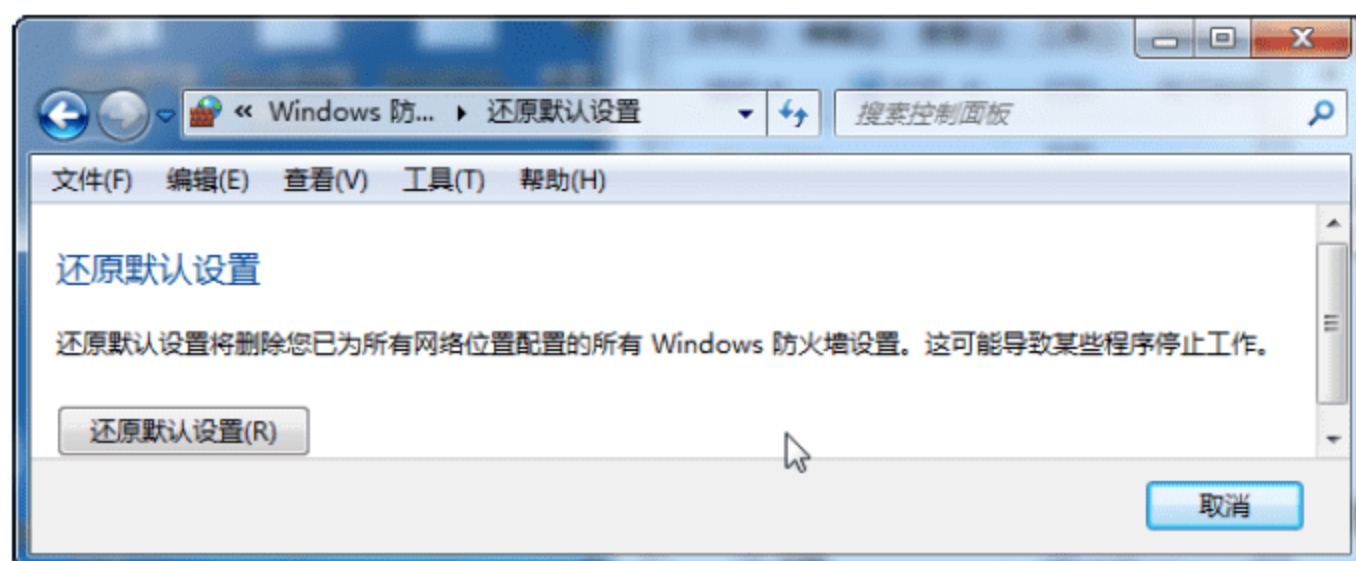 « Windows 防... 还原默认设置
搜索控制面板
文件(F) 编辑(E) 查看(V) 工具(T) 帮助(H)
还原默认设置
还原默认设置将删除您已为所有网络位置配置的所有 Windows 防火墙设置。这可能导致某些程序停止工作。
还原默认设置(R)
取消